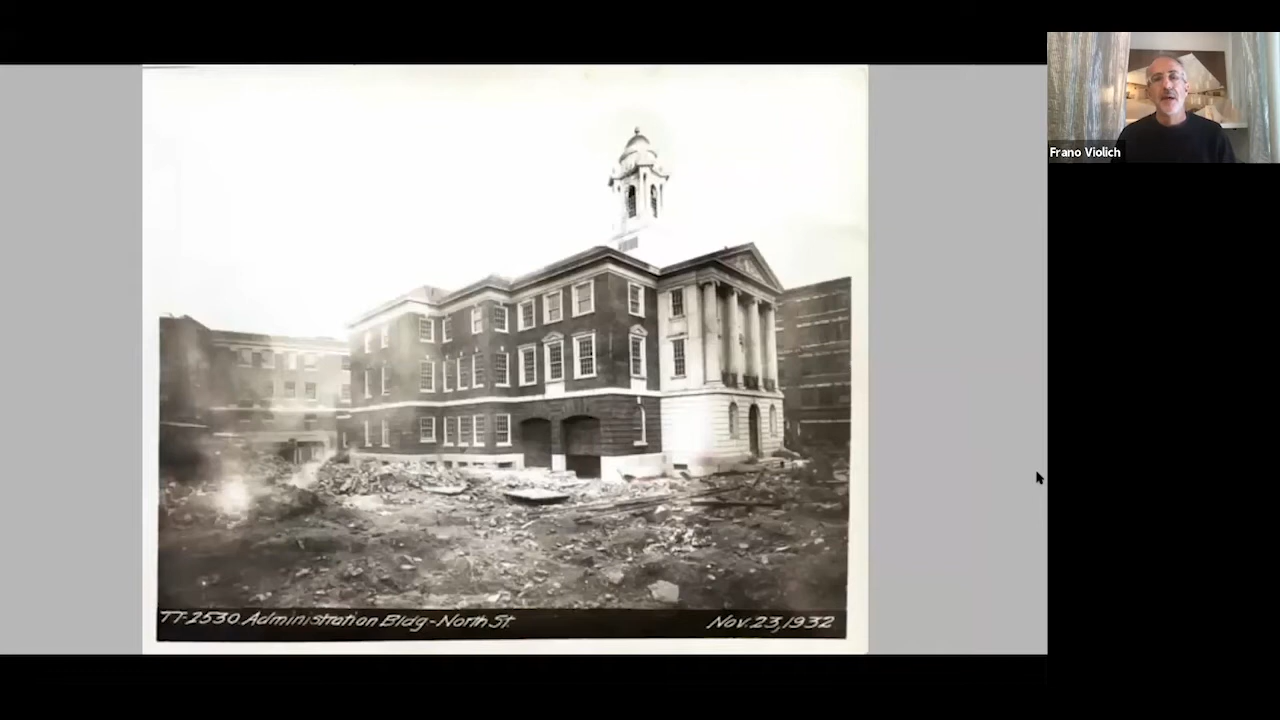 Frano Violich
TT-2530 Administration Bldg-North St.
Nov. 23, 1932